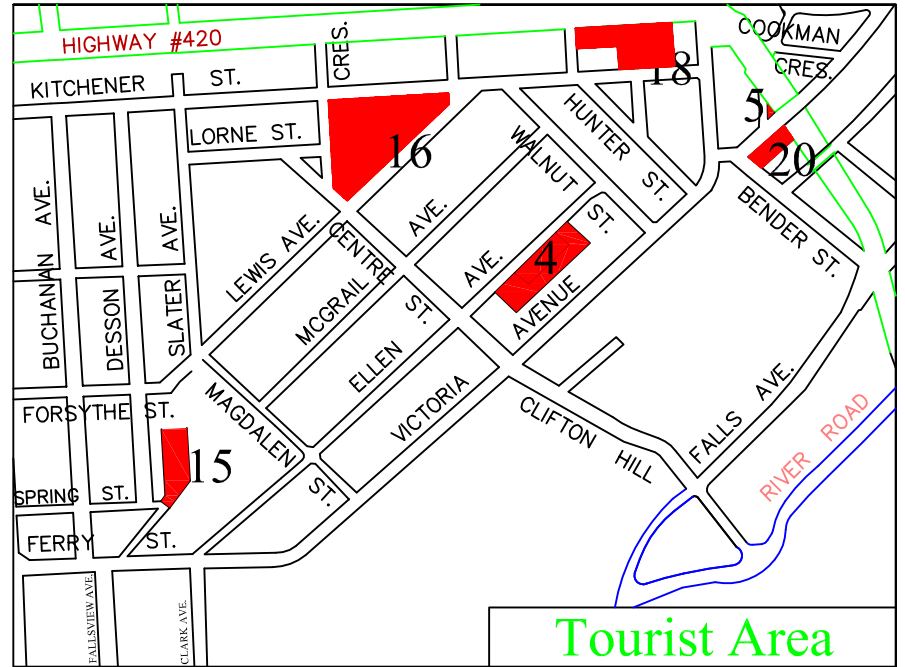 HIGHWAY #420
CRES.
COOKMAN
CRES.
KITCHENER ST.
18
5
HUNTER ST.
LORNE ST.
16
WALNUT ST.
20
BENDER ST.
BUCHANAN AVE.
DESSON AVE.
SLATER AVE.
LEWIS AVE.
CENTRE ST.
MCGRAIL AVE.
ELLEN AVE.
4
VICTORIA AVENUE
MAGDALEN ST.
CLIFTON HILL
FALLS AVE.
RIVER ROAD
FORSYTHE ST.
15
SPRING ST.
FERRY ST.
FALLSVIEW AVE.
CLARK AVE.
Tourist Area